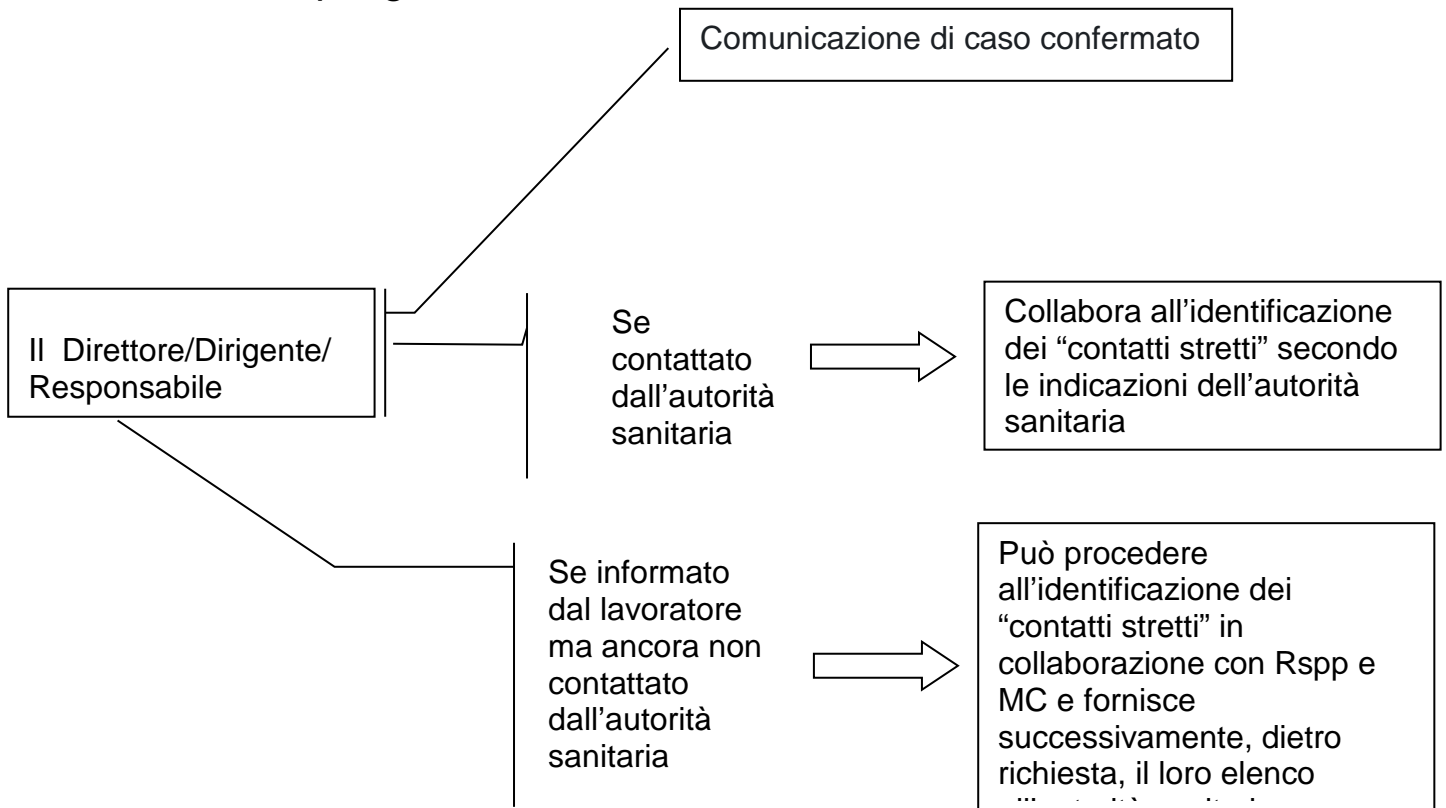 Comunicazione di caso confermato
Il Direttore/Dirigente/
Responsabile
Se
contattato
dall’autorità
sanitaria
Collabora all’identificazione
dei “contatti stretti” secondo
le indicazioni dell’autorità
sanitaria
Se informato
dal lavoratore
ma ancora non
contattato
dall’autorità
sanitaria
Può procedere
all’identificazione dei
“contatti stretti” in
collaborazione con Rspp e
MC e fornisce
successivamente, dietro
richiesta, il loro elenco